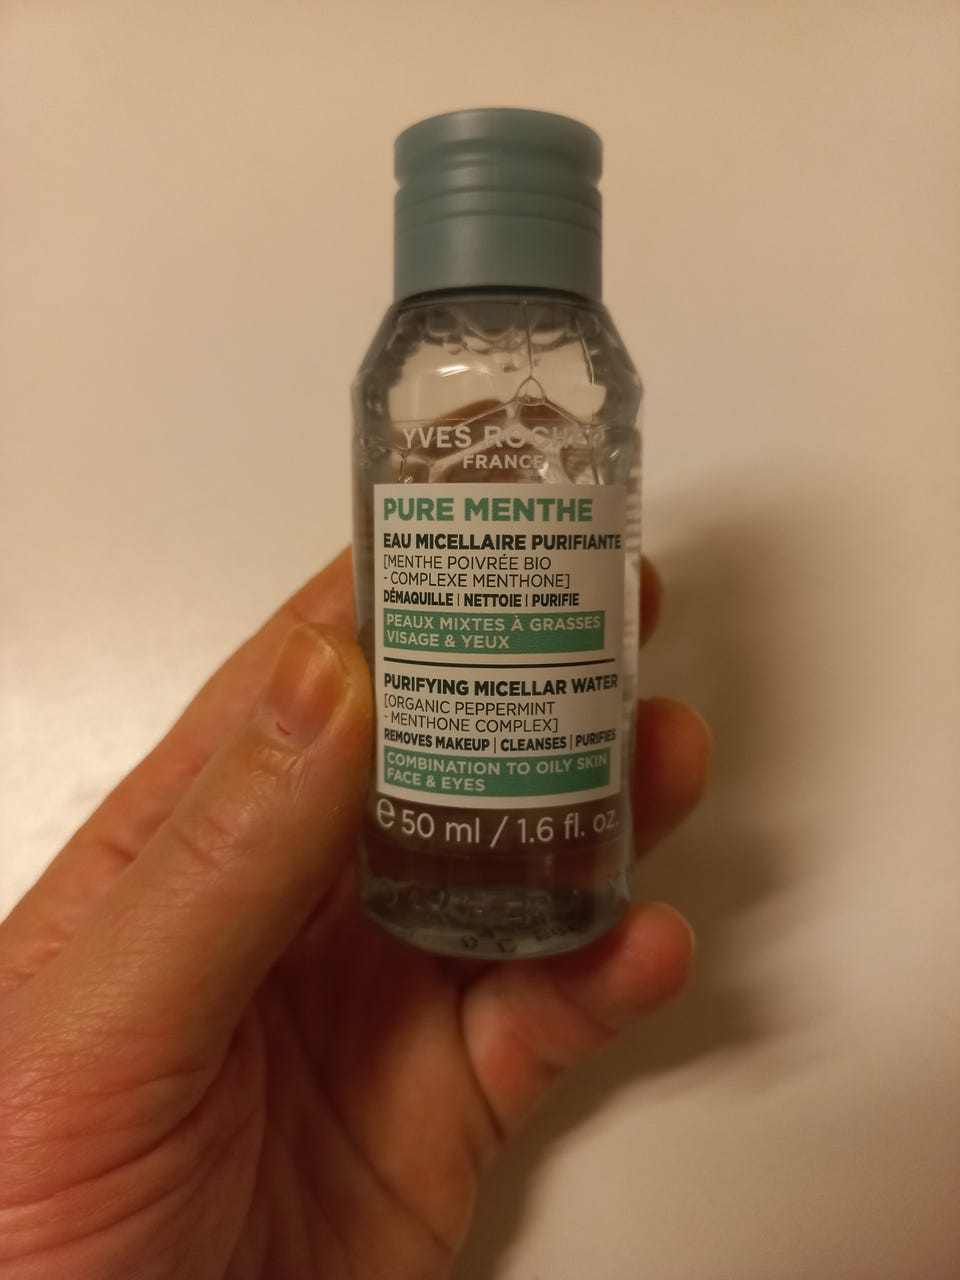 YVES ROCHER
FRANCE
PURE MENTHE
EAU MICELLAIRE PURIFIANTE
[MENTHE POIVRÉE BIO
- COMPLEXE MENTHONE]
DÉMAQUILLE | NETTOIE | PURIFIE
PEAUX MIXTES À GRASSES
VISAGE & YEUX
PURIFYING MICELLAR WATER
[ORGANIC PEPPERMINT
- MENTHONE COMPLEX]
REMOVES MAKEUP | CLEANSES | PURIFIES
COMBINATION TO OILY SKIN
FACE & EYES
e 50 ml / 1.6 fl. oz.